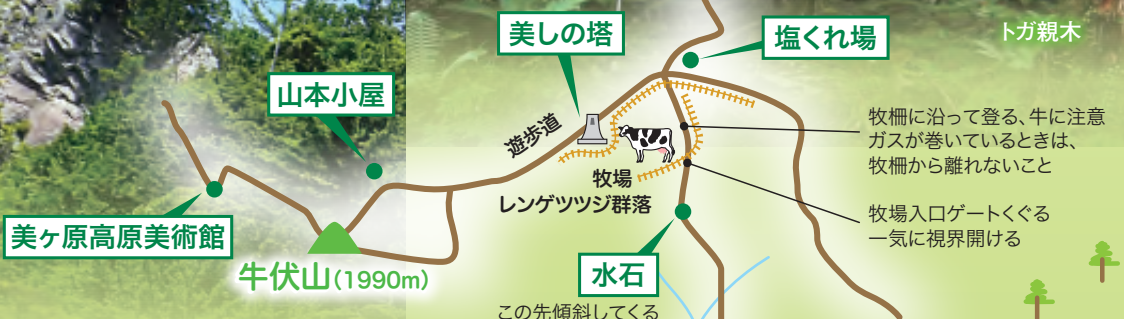 美しの塔
塩くれ場
トガ親木
山本小屋
遊歩道
牧柵に沿って登る、牛に注意
ガスが巻いているときは、
牧柵から離れないこと
牧場
レンゲツツジ群落
牧場入口ゲートくぐる
一気に視界開ける
美ヶ原高原美術館
牛伏山(1990m)
水石
この先傾斜してくる